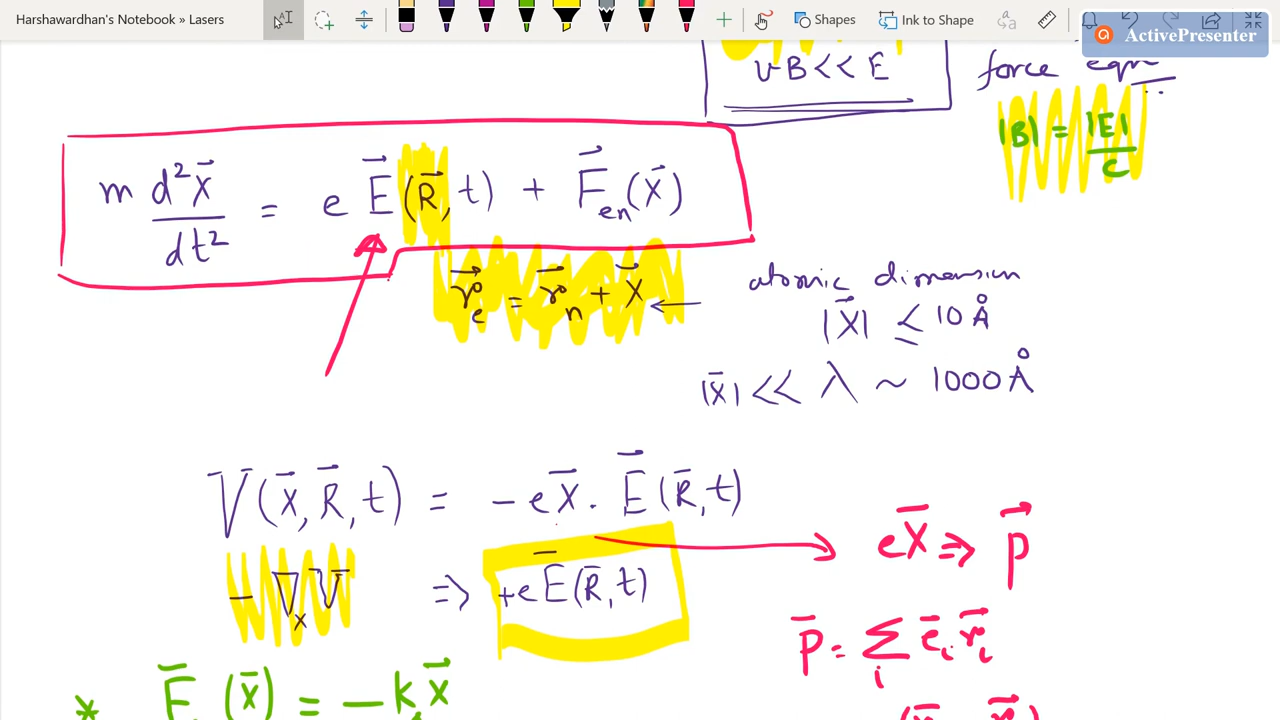 Harshawardhan's Notebook » Lasers
Shapes
Ink to Shape
ActivePresenter
vB << E
force eqn
|B| = |E|/c
m d²x⃗/dt² = e E⃗(R⃗, t) + F⃗en(x⃗)
r⃗e = r⃗n + x⃗
atomic dimension
|x⃗| ≤ 10 Å
|x̄| << λ ~ 1000 Å
V(x̄, R̄, t) = - e x̄ . Ē(R̄, t)
- ∇x V ⇒ + e Ē(R̄, t)
e x̄ ⇒ p⃗
p̄ = Σi ēi r⃗i